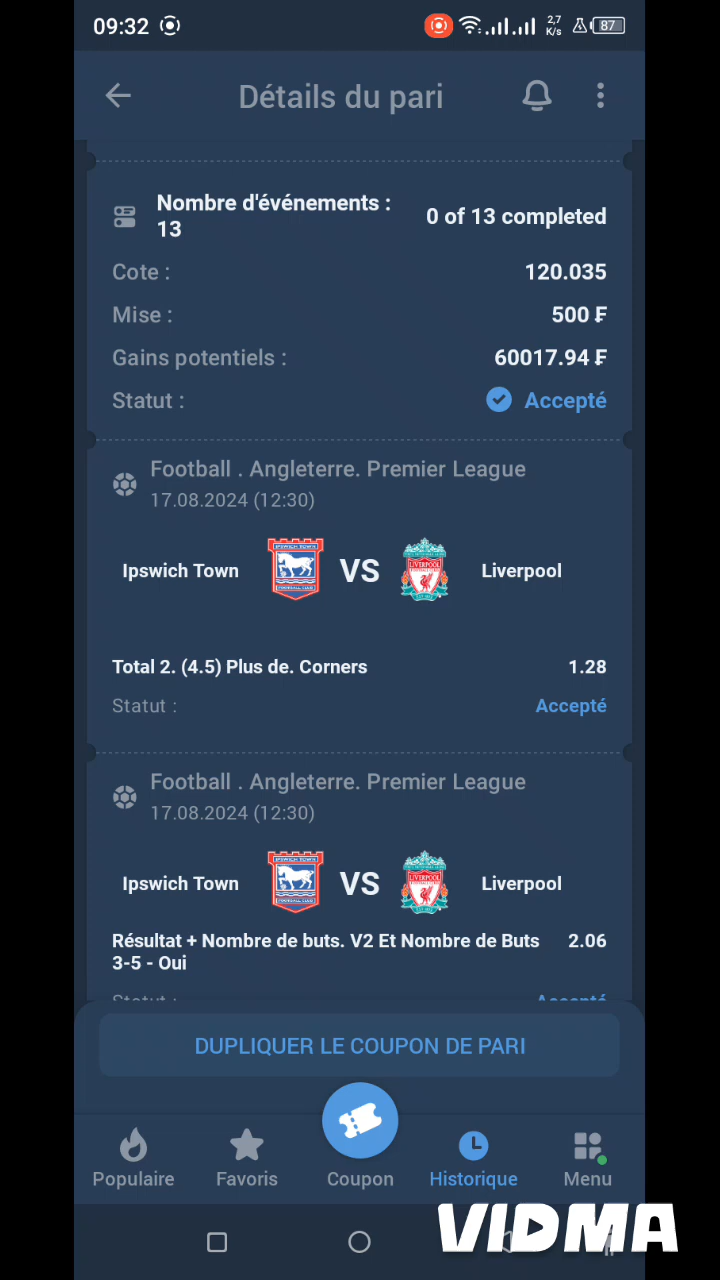 09:32
2,7
K/s
87
Détails du pari
Nombre d'événements :
13
0 of 13 completed
Cote :
120.035
Mise :
500 ₣
Gains potentiels :
60017.94 ₣
Statut :
Accepté
Football . Angleterre. Premier League
17.08.2024 (12:30)
Ipswich Town
VS
Liverpool
Total 2. (4.5) Plus de. Corners
1.28
Statut :
Accepté
Football . Angleterre. Premier League
17.08.2024 (12:30)
Ipswich Town
VS
Liverpool
Résultat + Nombre de buts. V2 Et Nombre de Buts
3-5 - Oui
2.06
Statut :
Accepté
DUPLIQUER LE COUPON DE PARI
Populaire
Favoris
Coupon
Historique
Menu
VIDMA